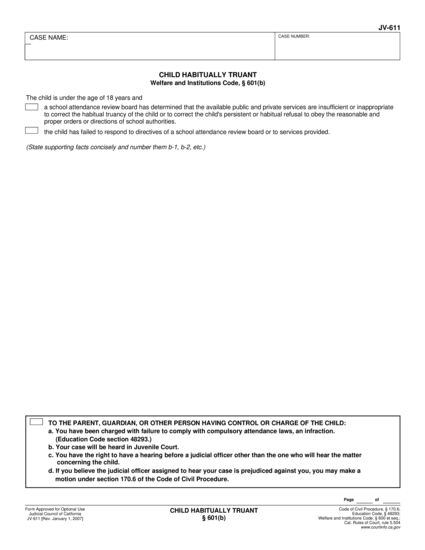 JV-611
CASE NAME:
CASE NUMBER:
CHILD HABITUALLY TRUANT
Welfare and Institutions Code, § 601(b)
The child is under the age of 18 years and
a school attendance review board has determined that the available public and private services are insufficient or inappropriate
to correct the habitual truancy of the child or to correct the child's persistent or habitual refusal to obey the reasonable and
proper orders or directions of school authorities.
the child has failed to respond to directives of a school attendance review board or to services provided.
(State supporting facts concisely and number them b-1, b-2, etc.)
TO THE PARENT, GUARDIAN, OR OTHER PERSON HAVING CONTROL OR CHARGE OF THE CHILD:
a. You have been charged with failure to comply with compulsory attendance laws, an infraction.
(Education Code section 48293.)
b. Your case will be heard in Juvenile Court.
c. You have the right to have a hearing before a judicial officer other than the one who will hear the matter
concerning the child.
d. If you believe the judicial officer assigned to hear your case is prejudiced against you, you may make a
motion under section 170.6 of the Code of Civil Procedure.
Page of
Form Approved for Optional Use
Judicial Council of California
JV-611 [Rev. January 1, 2007]
CHILD HABITUALLY TRUANT
§ 601(b)
Code of Civil Procedure, § 170.6;
Education Code, § 48293;
Welfare and Institutions Code, § 600 et seq.;
Cal. Rules of Court, rule 5.504
www.courtinfo.ca.gov